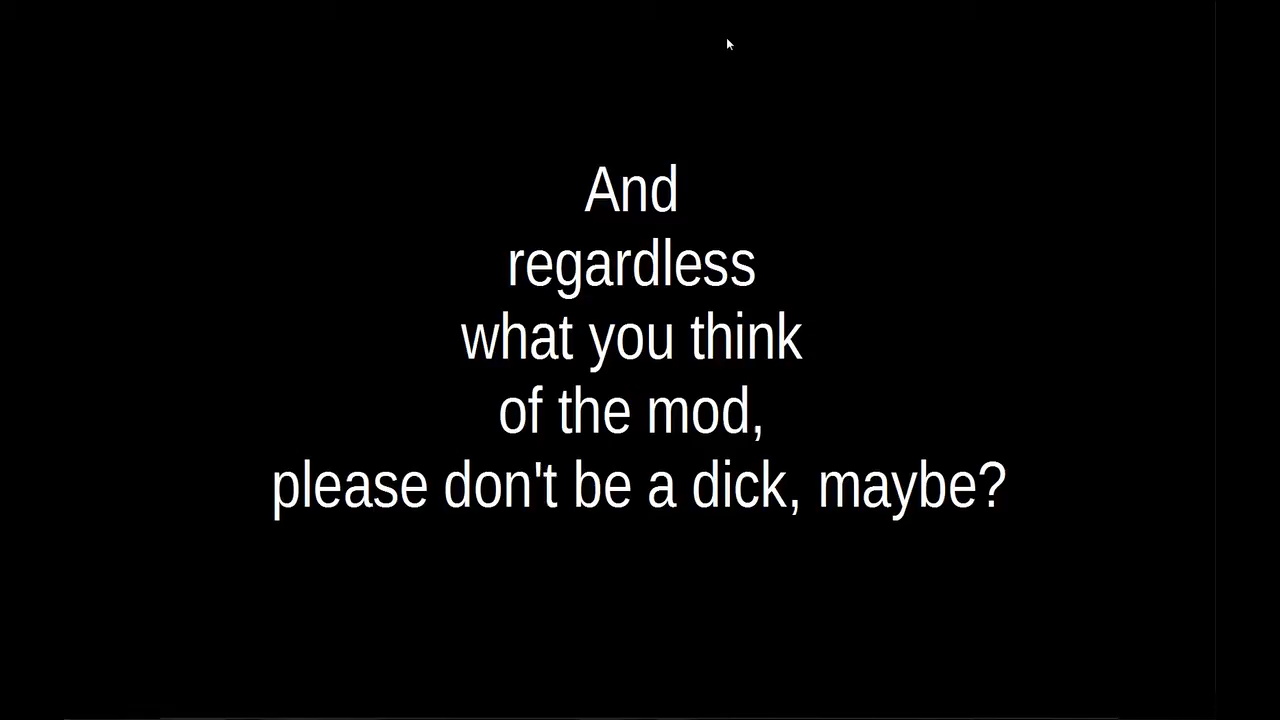 And
regardless
what you think
of the mod,
please don't be a dick, maybe?